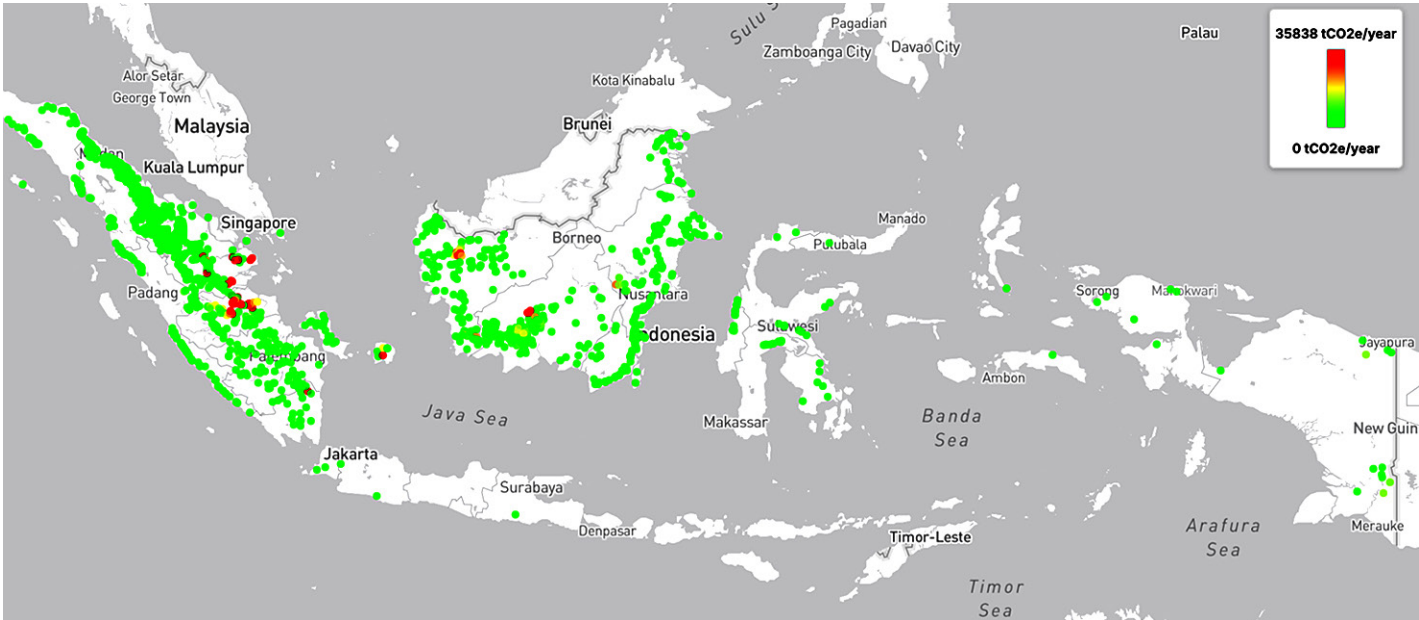 Sulu S
Pagadian
Zamboanga City
Davao City
Palau
35838 tCO2e/year
0 tCO2e/year
Alor Setar
George Town
Malaysia
Kota Kinabalu
Brunei
Kuala Lumpur
Singapore
Borneo
Manado
Pulubala
Padang
Nusantara
Sorong
Manokwari
Indonesia
Sulawesi
Palembang
Jayapura
Ambon
Java Sea
Makassar
Banda
Sea
New Guin
Jakarta
Surabaya
Denpasar
Timor-Leste
Arafura
Sea
Merauke
Timor
Sea